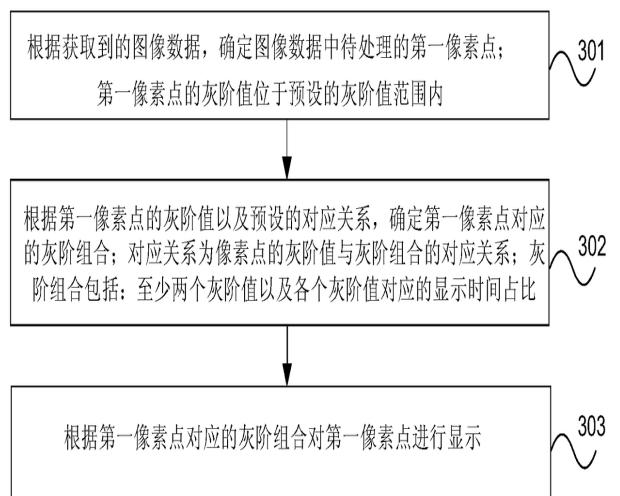 根据获取到的图像数据，确定图像数据中待处理的第一像素点；
第一像素点的灰阶值位于预设的灰阶值范围内
301
根据第一像素点的灰阶值以及预设的对应关系，确定第一像素点对应
的灰阶组合；对应关系为像素点的灰阶值与灰阶组合的对应关系；灰
阶组合包括：至少两个灰阶值以及各个灰阶值对应的显示时间占比
302
根据第一像素点对应的灰阶组合对第一像素点进行显示
303